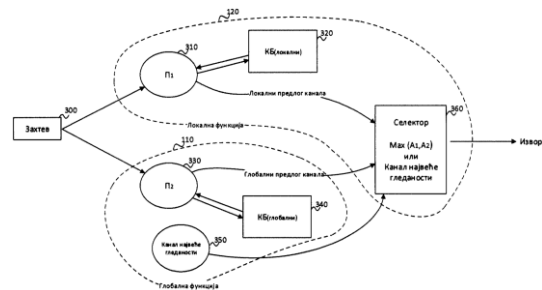 120
310
320
П1
КБ(локални)
300
Захтев
Локални предлог канала
360
Селектор
Max (A1,A2)
или
Канал највеће
гледаности
Извор
Локална функција
110
330
П2
Глобални предлог канала
340
КБ(глобални)
350
Канал највеће
гледаности
Глобална функција